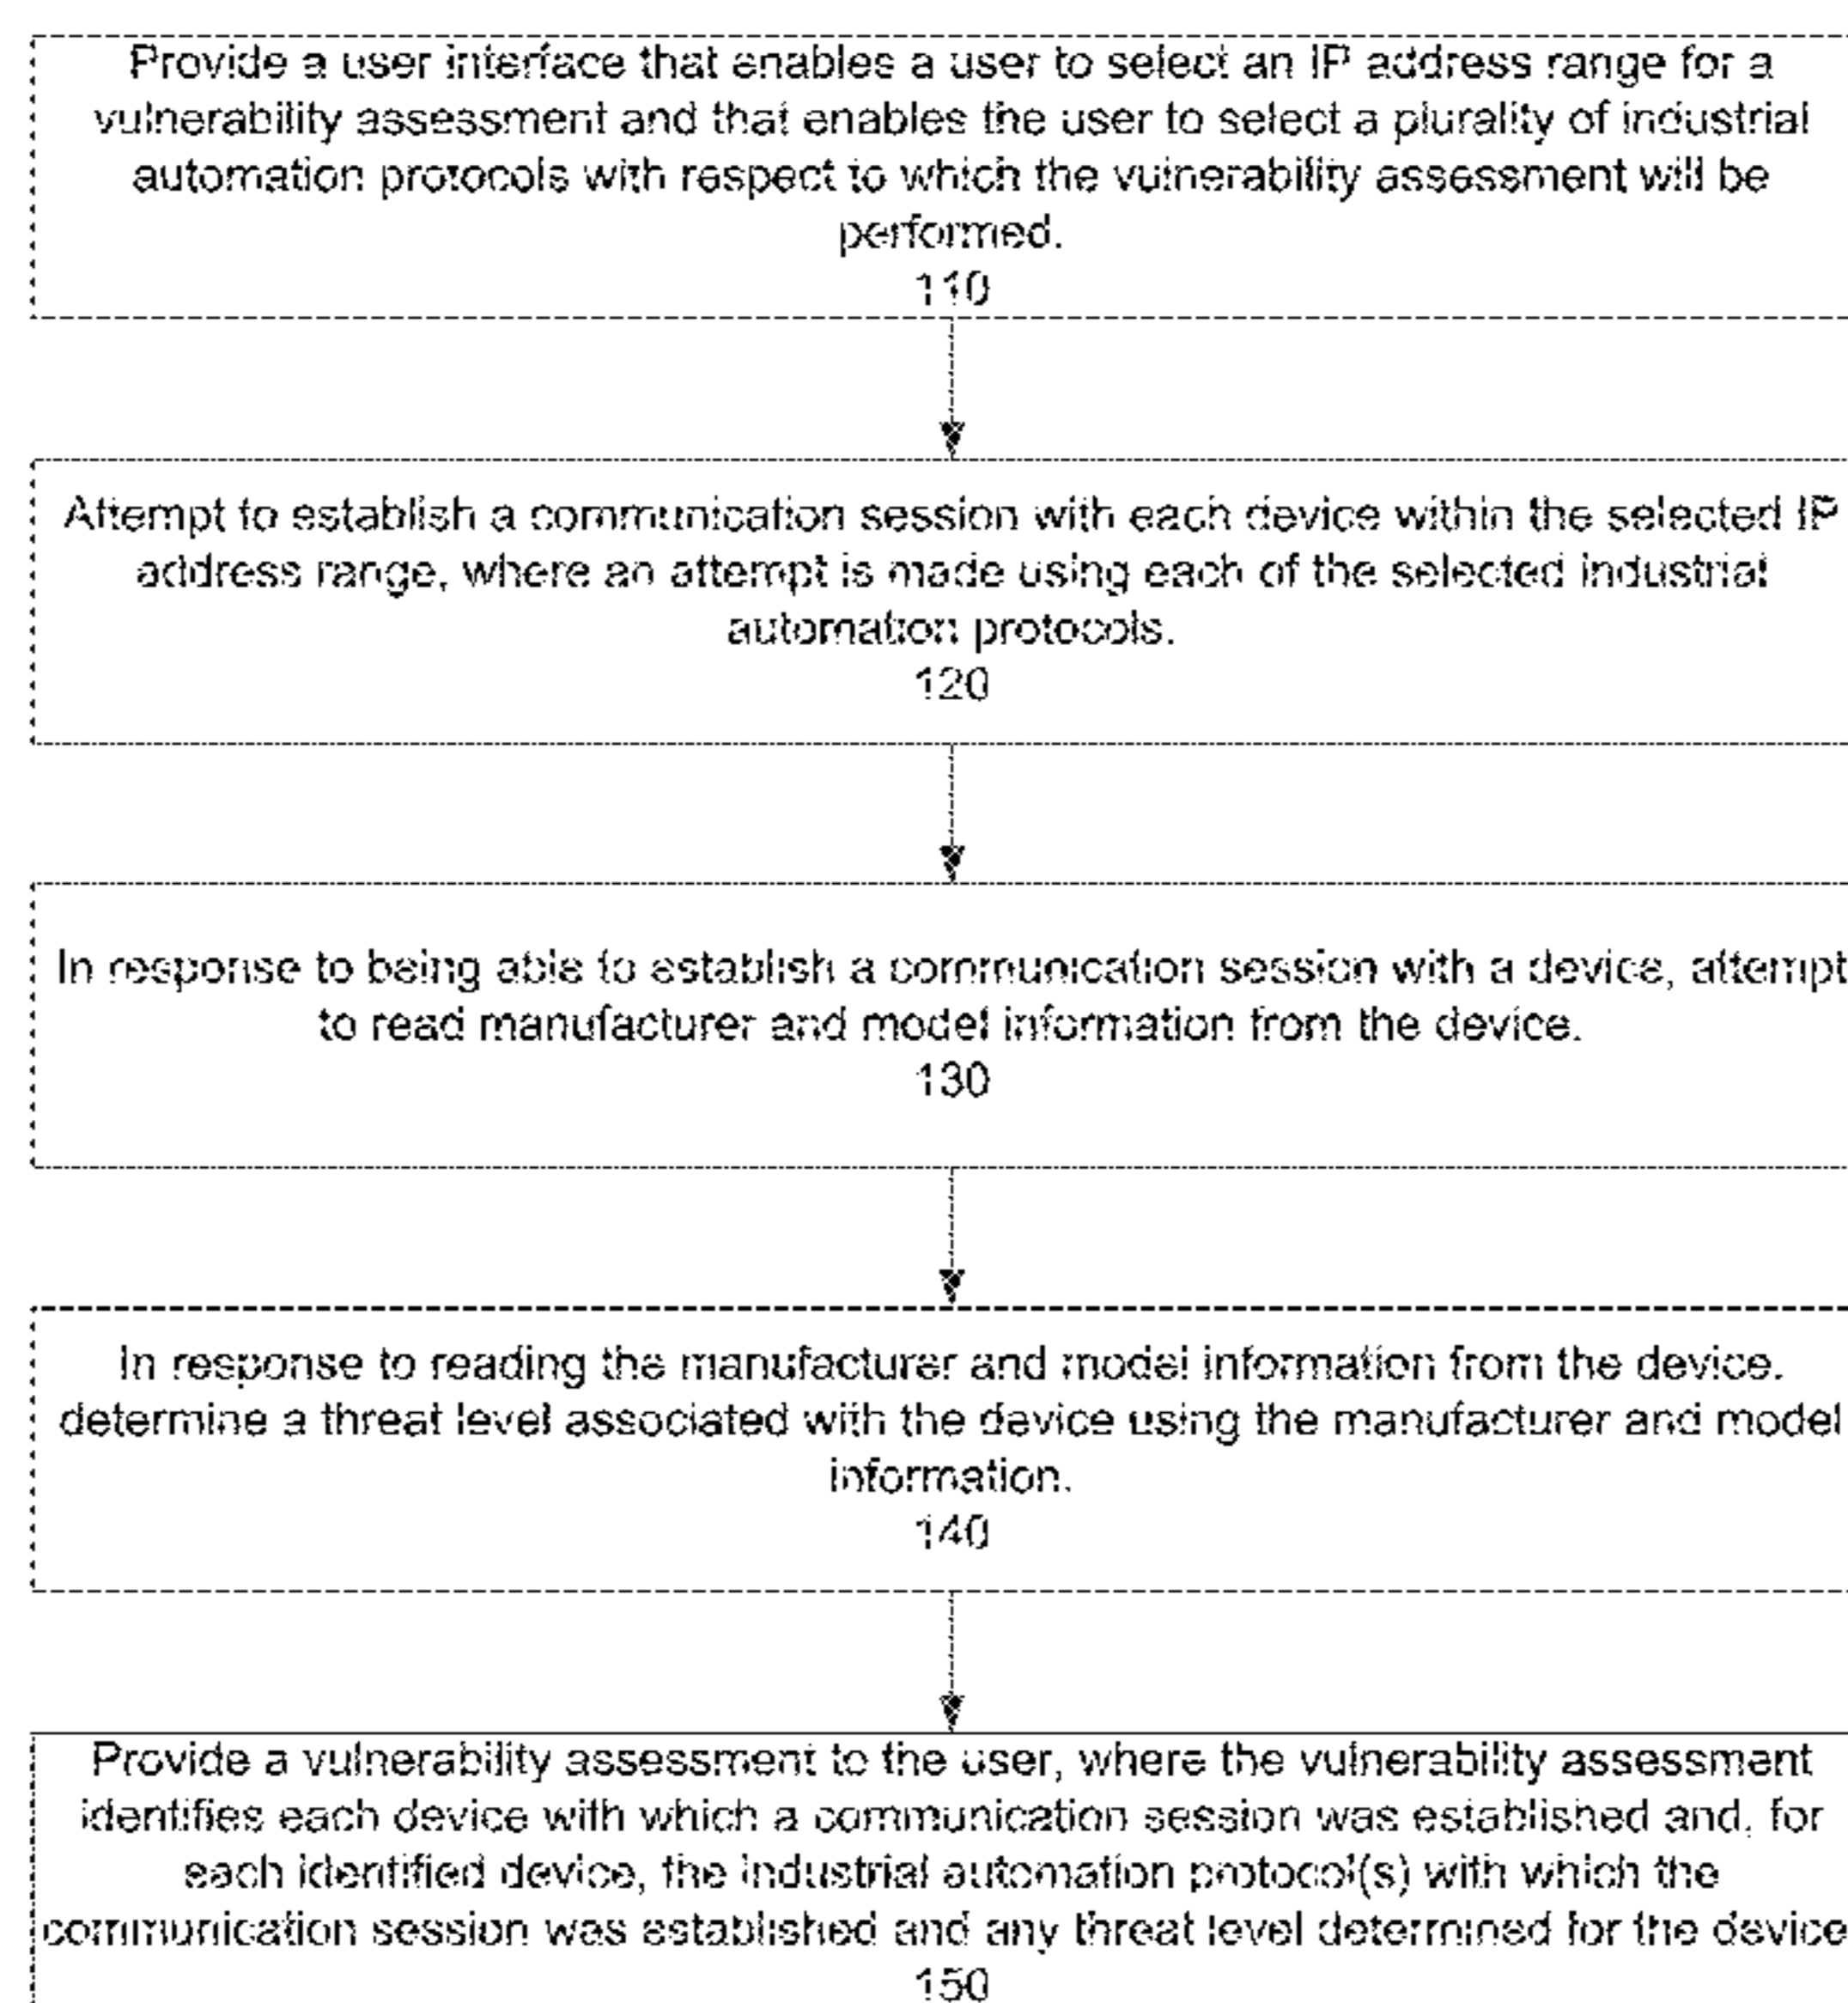 Provide a user interface that enables a user to select an IP address range for a
vulnerability assessment and that enables the user to select a plurality of industrial
automation protocols with respect to which the vulnerability assessment will be
performed.
110
Attempt to establish a communication session with each device within the selected IP
address range, where an attempt is made using each of the selected industrial
automation protocols.
120
In response to being able to establish a communication session with a device, attempt
to read manufacturer and model information from the device.
130
In response to reading the manufacturer and model information from the device,
determine a threat level associated with the device using the manufacturer and model
information.
140
Provide a vulnerability assessment to the user, where the vulnerability assessment
identifies each device with which a communication session was established and, for
each identified device, the industrial automation protocol(s) with which the
communication session was established and any threat level determined for the device
150